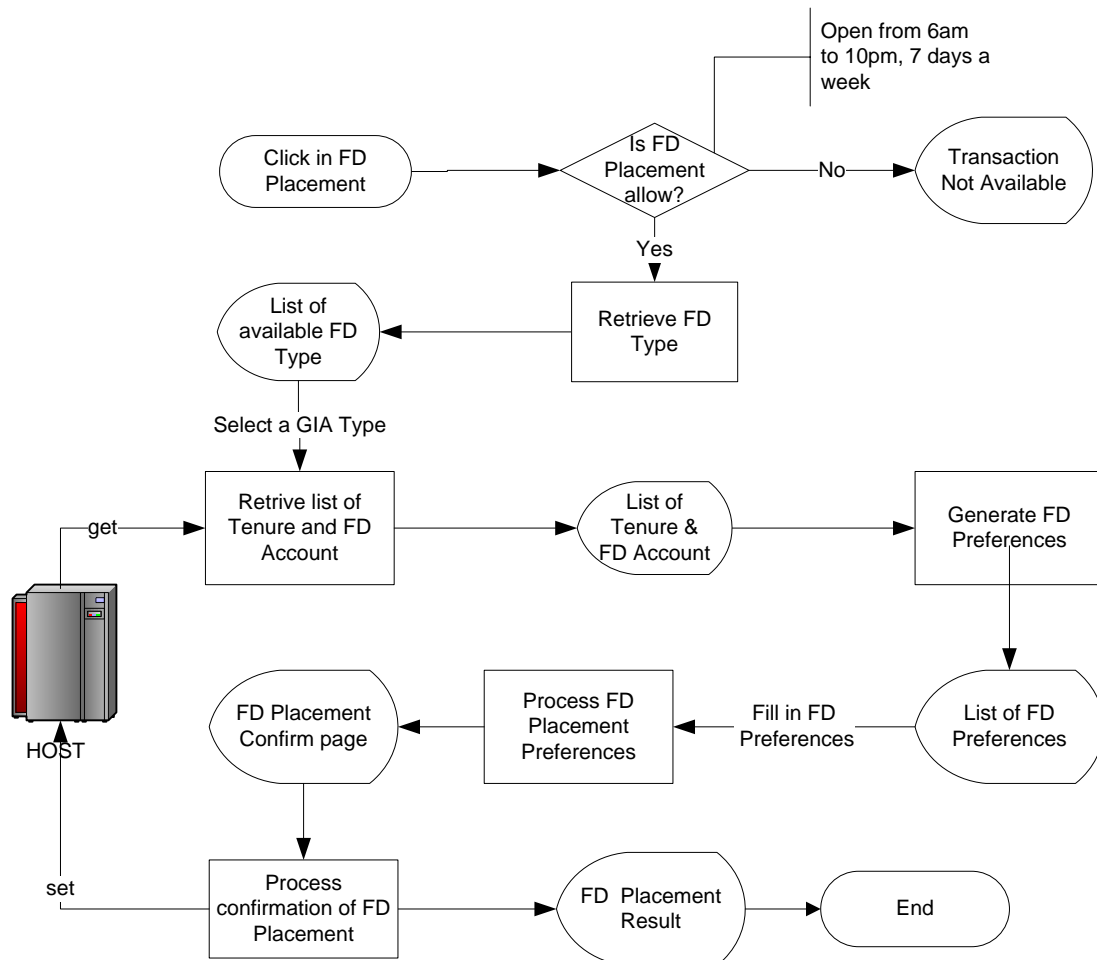 Open from 6am
to 10pm, 7 days a
week
Click in FD
Placement
Is FD
Placement
allow?
No
Transaction
Not Available
Yes
List of
available FD
Type
Retrieve FD
Type
Select a GIA Type
get
Retrive list of
Tenure and FD
Account
List of
Tenure &
FD Account
Generate FD
Preferences
HOST
FD Placement
Confirm page
Process FD
Placement
Preferences
Fill in FD
Preferences
List of FD
Preferences
set
Process
confirmation of FD
Placement
FD Placement
Result
End